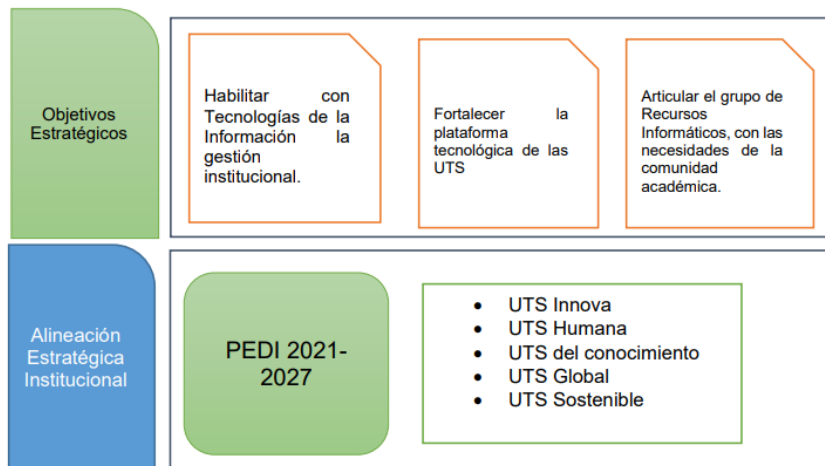 Objetivos
Estratégicos
Habilitar con
Tecnologías de la
Información la
gestión
institucional.
Fortalecer la
plataforma
tecnológica de las
UTS
Articular el grupo de
Recursos
Informáticos, con las
necesidades de la
comunidad
académica.
Alineación
Estratégica
Institucional
PEDI 2021-
2027
• UTS Innova
• UTS Humana
• UTS del conocimiento
• UTS Global
• UTS Sostenible